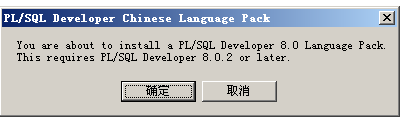 PL/SQL Developer Chinese Language Pack
You are about to install a PL/SQL Developer 8.0 Language Pack.
This requires PL/SQL Developer 8.0.2 or later.
确定
取消